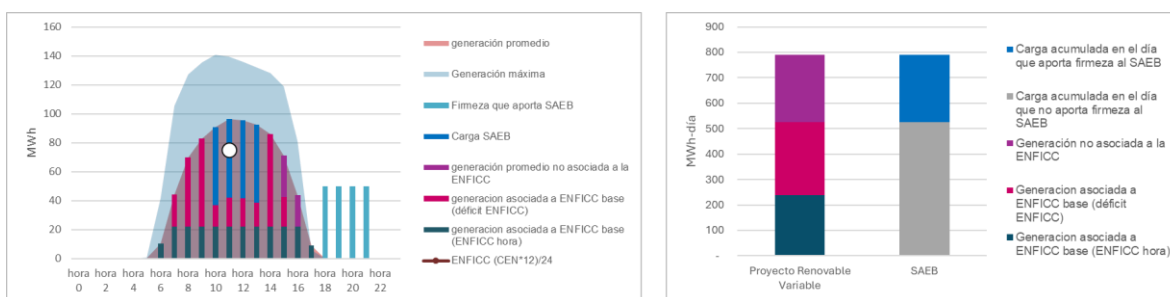 160
140
120
100
80
60
40
20
0
MWh
hora 0
hora 2
hora 4
hora 6
hora 8
hora 10
hora 12
hora 14
hora 16
hora 18
hora 20
hora 22
generación promedio
Generación máxima
Firmeza que aporta SAEB
Carga SAEB
generación promedio no asociada a la
ENFICC
generacion asociada a ENFICC base
(déficit ENFICC)
generacion asociada a ENFICC base
(ENFICC hora)
ENFICC (CEN*12)/24
900
800
700
600
500
400
300
200
100
-
MWh-día
Proyecto Renovable
Variable
SAEB
Carga acumulada en el día
que aporta firmeza al SAEB
Carga acumulada en el día
que no aporta firmeza al
SAEB
Generación no asociada a la
ENFICC
Generacion asociada a
ENFICC base (déficit
ENFICC)
Generacion asociada a
ENFICC base (ENFICC hora)